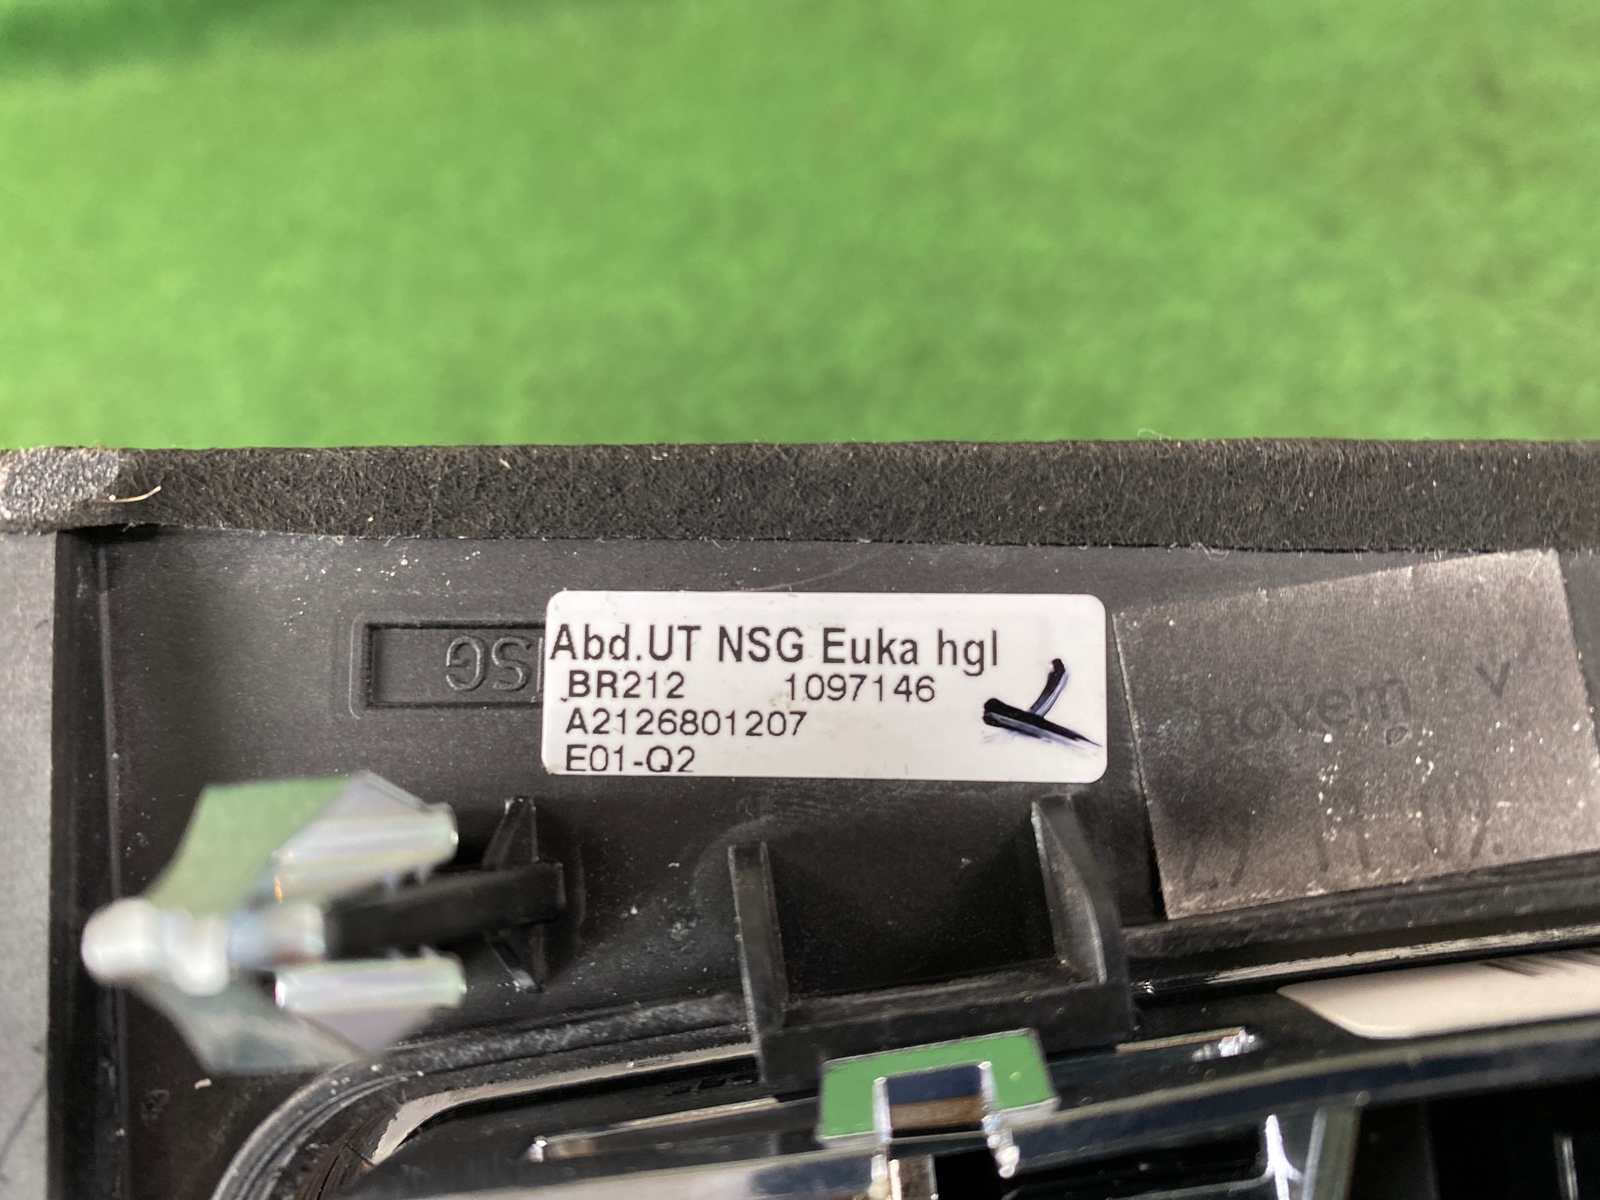 Abd.UT NSG Euka hgl
BR212 1097146
A2126801207
E01-Q2